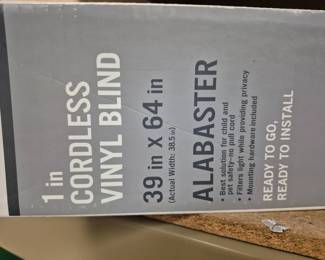 1 in
CORDLESS
VINYL BLIND
39 in x 64 in
(Actual Width: 38.5 in)
ALABASTER
• Best solution for child and
pet safety–no pull cord
• Filters light while providing privacy
• Mounting hardware included
READY TO GO,
READY TO INSTALL